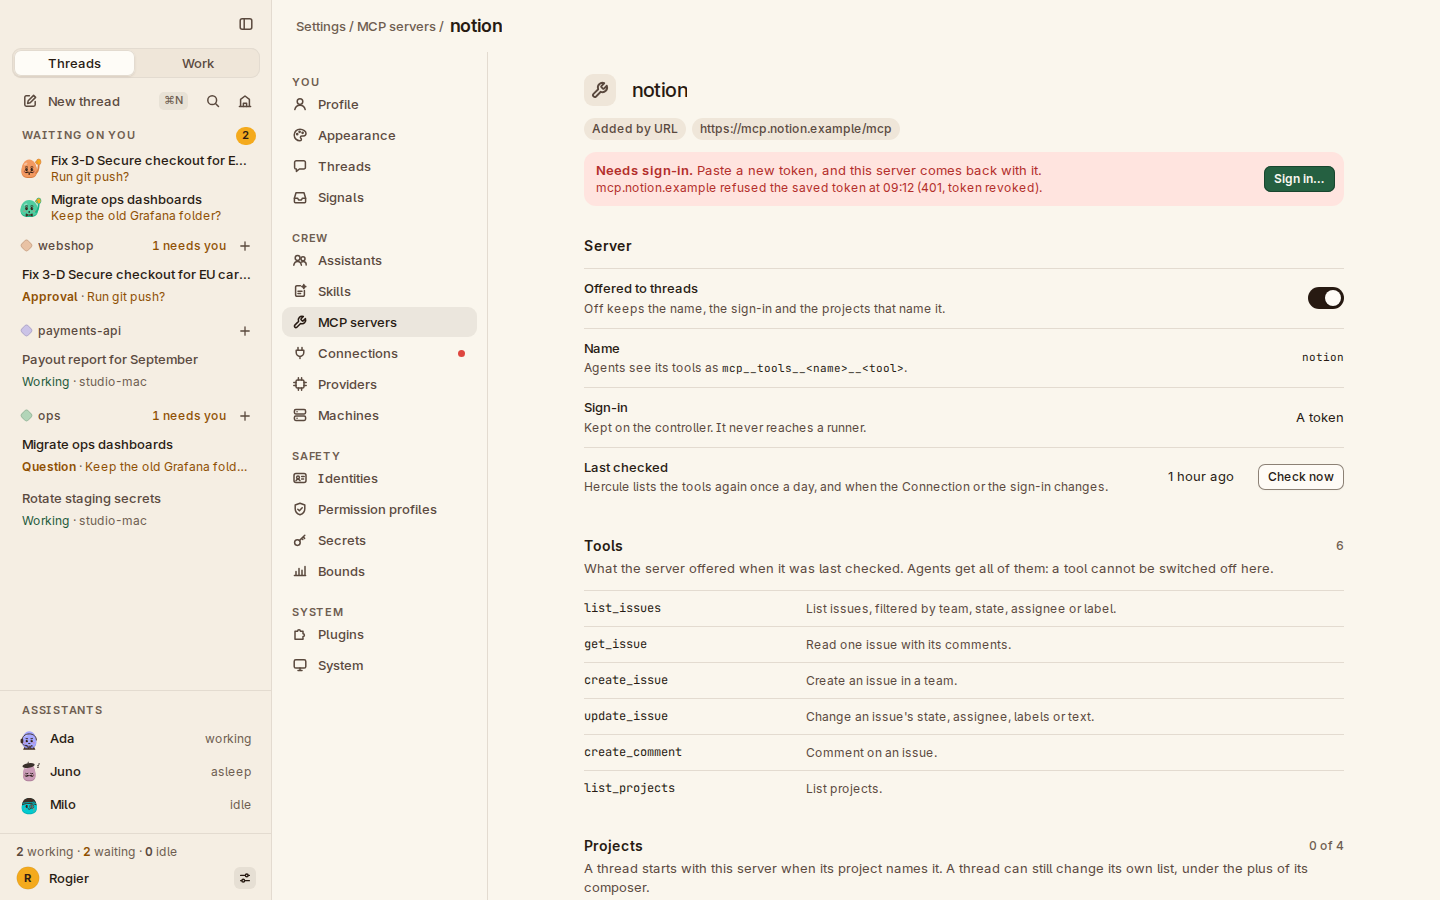 Threads
Work
New thread
⌘N
WAITING ON YOU
2
Fix 3-D Secure checkout for E...
Run git push?
Migrate ops dashboards
Keep the old Grafana folder?
webshop
1 needs you
Fix 3-D Secure checkout for EU car...
Approval · Run git push?
payments-api
Payout report for September
Working · studio-mac
ops
1 needs you
Migrate ops dashboards
Question · Keep the old Grafana fold...
Rotate staging secrets
Working · studio-mac
ASSISTANTS
Ada
working
Juno
asleep
Milo
idle
2 working · 2 waiting · 0 idle
R
Rogier
Settings / MCP servers / notion
YOU
Profile
Appearance
Threads
Signals
CREW
Assistants
Skills
MCP servers
Connections
Providers
Machines
SAFETY
Identities
Permission profiles
Secrets
Bounds
SYSTEM
Plugins
System
notion
Added by URL
https://mcp.notion.example/mcp
Needs sign-in. Paste a new token, and this server comes back with it.
mcp.notion.example refused the saved token at 09:12 (401, token revoked).
Sign in...
Server
Offered to threads
Off keeps the name, the sign-in and the projects that name it.
Name
Agents see its tools as mcp__tools__<name>__<tool>.
notion
Sign-in
Kept on the controller. It never reaches a runner.
A token
Last checked
Hercule lists the tools again once a day, and when the Connection or the sign-in changes.
1 hour ago
Check now
Tools
6
What the server offered when it was last checked. Agents get all of them: a tool cannot be switched off here.
list_issues
List issues, filtered by team, state, assignee or label.
get_issue
Read one issue with its comments.
create_issue
Create an issue in a team.
update_issue
Change an issue's state, assignee, labels or text.
create_comment
Comment on an issue.
list_projects
List projects.
Projects
0 of 4
A thread starts with this server when its project names it. A thread can still change its own list, under the plus of its
composer.